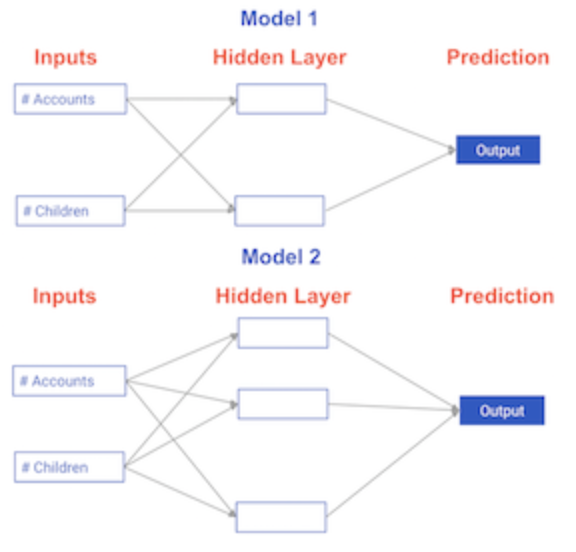 Model 1
Inputs Hidden Layer Prediction
# Accounts
Output
# Children
Model 2
Inputs Hidden Layer Prediction
# Accounts
Output
# Children